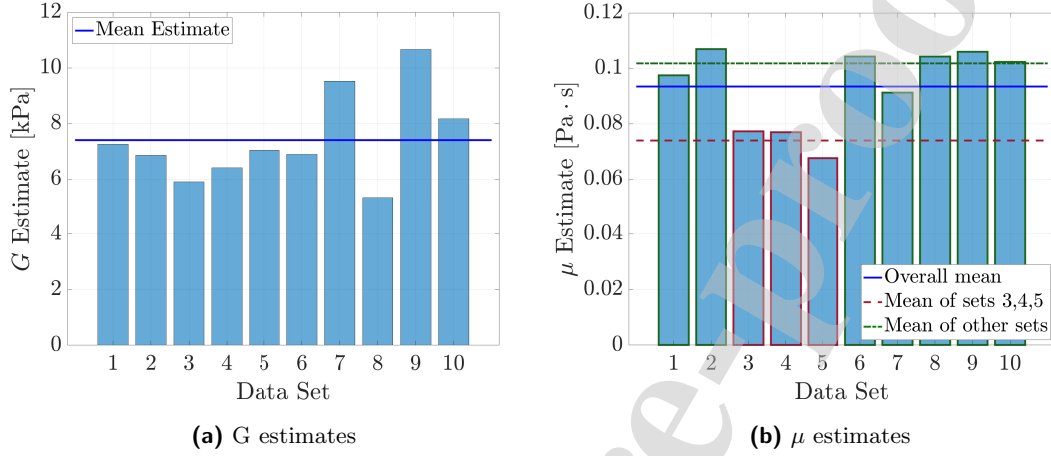 12
10
8
6
4
2
0
G Estimate [kPa]
Mean Estimate
1 2 3 4 5 6 7 8 9 10
Data Set
(a) G estimates
0.12
0.1
0.08
0.06
0.04
0.02
0
μ Estimate [Pa · s]
Overall mean
Mean of sets 3,4,5
Mean of other sets
1 2 3 4 5 6 7 8 9 10
Data Set
(b) μ estimates
re-proo